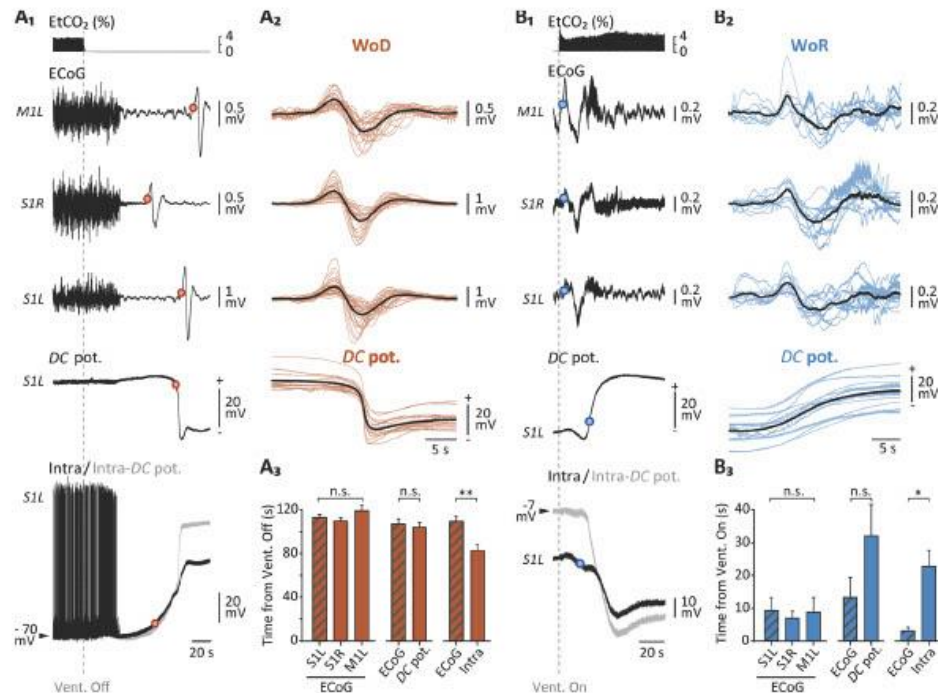 A₁
EtCO₂ (%)
4
0
ECoG
M1L
0.5
mV
S1R
0.5
mV
S1L
1
mV
DC pot.
S1L
+
20
mV
-
Intra/Intra-DC pot.
S1L
-70
mV
20
mV
20 s
Vent. Off
A₂
WoD
0.5
mV
1
mV
1
mV
DC pot.
+
20
mV
-
5 s
A₃
n.s.
n.s.
**
Time from Vent. Off (s)
120
80
40
0
S1L
S1R
M1L
ECoG
ECoG
DC pot.
ECoG
Intra
B₁
EtCO₂ (%)
4
0
ECoG
M1L
0.2
mV
S1R
0.2
mV
S1L
0.2
mV
DC pot.
+
20
mV
-
S1L
Intra/Intra-DC pot.
-7
mV
S1L
10
mV
20 s
Vent. On
B₂
WoR
0.2
mV
0.2
mV
0.2
mV
DC pot.
+
20
mV
-
5 s
B₃
n.s.
n.s.
*
Time from Vent. On (s)
40
30
20
10
0
S1L
S1R
M1L
ECoG
ECoG
DC pot.
ECoG
Intra